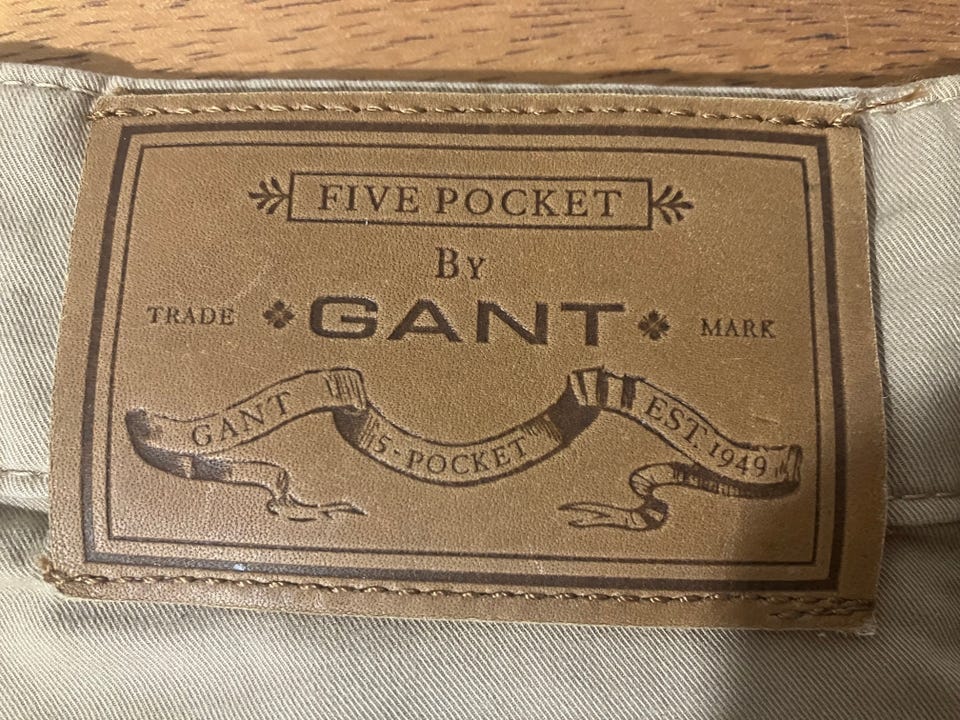 FIVE POCKET
BY
TRADE GANT MARK
GANT 5-POCKET EST. 1949